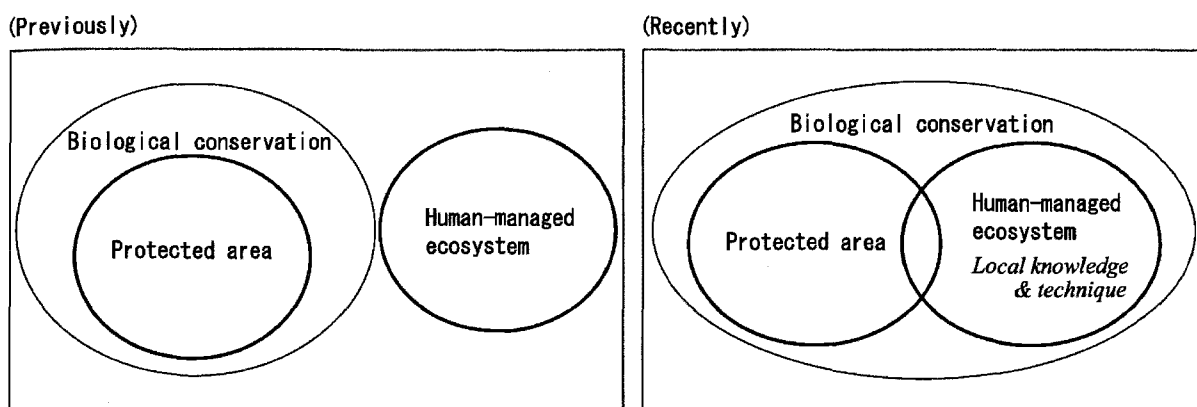 (Previously)
Biological conservation
Protected area
Human-managed
ecosystem
(Recently)
Biological conservation
Protected area
Human-managed
ecosystem
Local knowledge
& technique